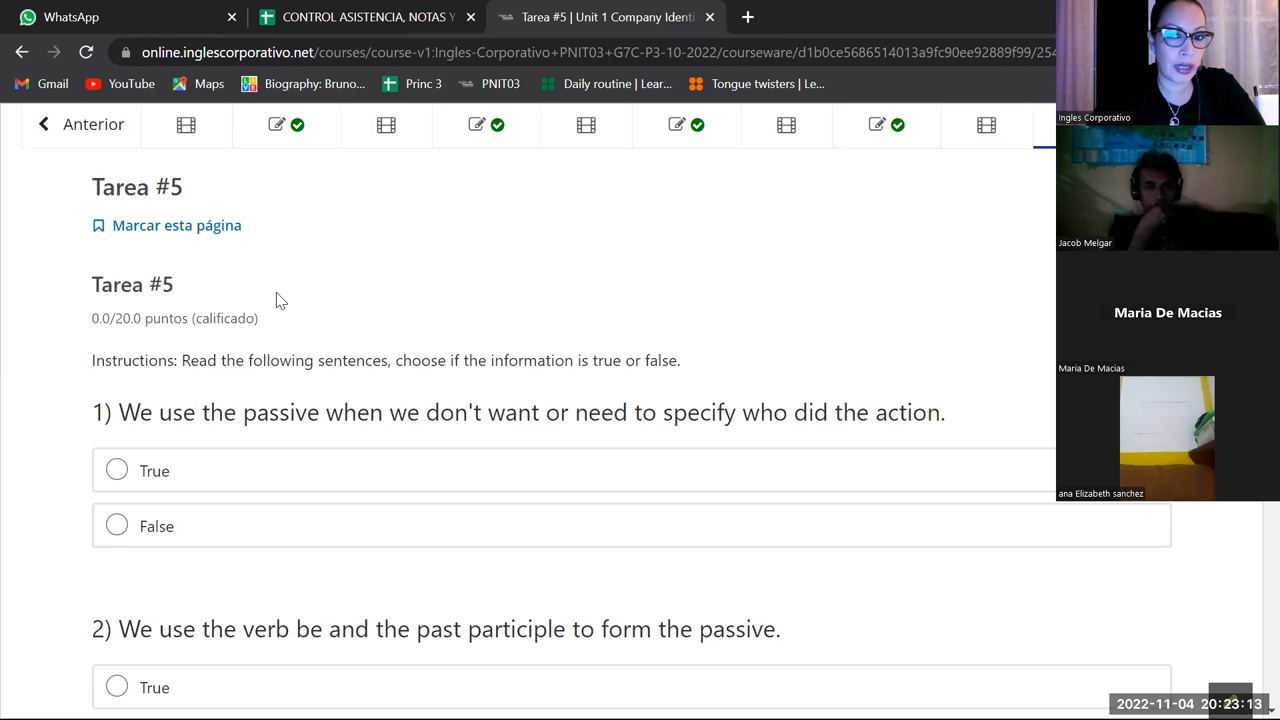 WhatsApp
CONTROL ASISTENCIA, NOTAS Y
Tarea #5 | Unit 1 Company Identi
online.inglescorporativo.net/courses/course-v1:Ingles-Corporativo+PNIT03+G7C-P3-10-2022/courseware/d1b0ce5686514013a9fc90ee92889f99/254
Gmail
YouTube
Maps
Biography: Bruno...
Princ 3
PNIT03
Daily routine | Lear...
Tongue twisters | Le...
Anterior
Tarea #5
Marcar esta página
Tarea #5
0.0/20.0 puntos (calificado)
Instructions: Read the following sentences, choose if the information is true or false.
1) We use the passive when we don't want or need to specify who did the action.
True
False
2) We use the verb be and the past participle to form the passive.
True
Ingles Corporativo
Jacob Melgar
Maria De Macias
Maria De Macias
ana Elizabeth sanchez
2022-11-04 20:23:13